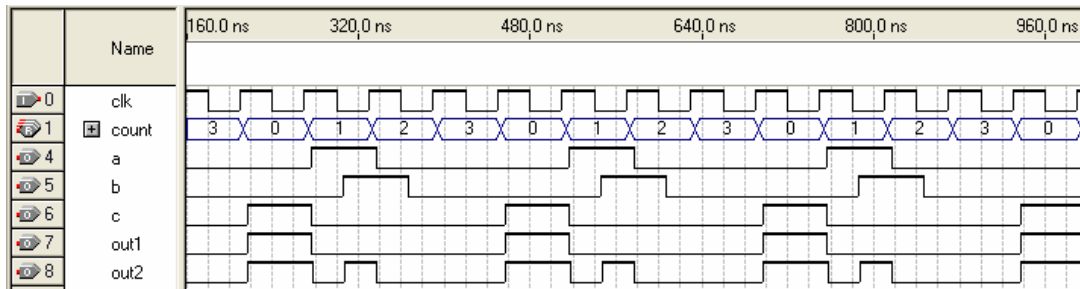 160.0 ns 320.0 ns 480.0 ns 640.0 ns 800.0 ns 960.0 ns
Name
0 clk
1 + count 3 0 1 2 3 0 1 2 3 0 1 2 3 0
4 a
5 b
6 c
7 out1
8 out2